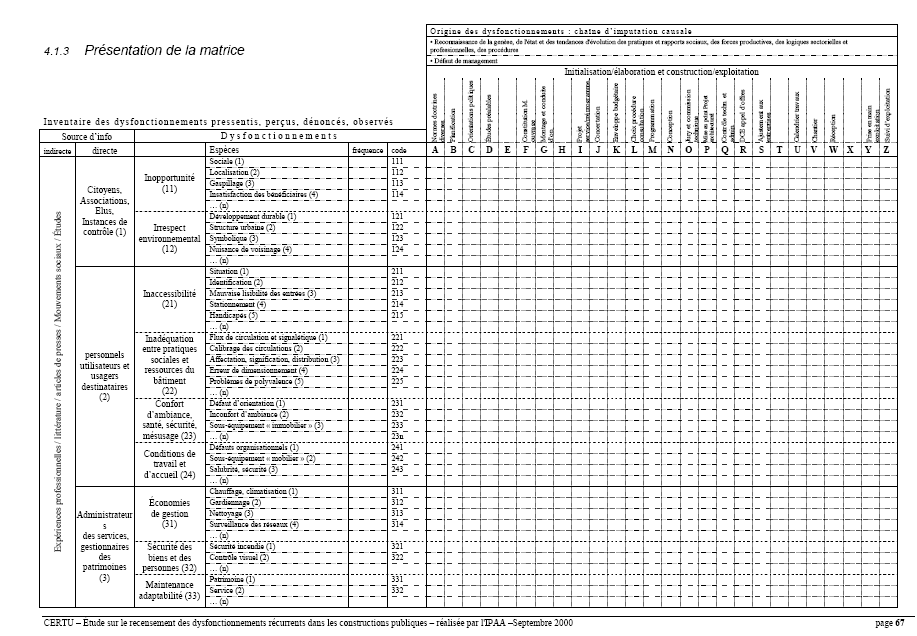 4.1.3 Présentation de la matrice
Origine des dysfonctionnements : chaîne d'imputation causale
• Reconnaissance de la genèse, de l'état et des tendances d'évolution des pratiques et rapports sociaux, des forces productives, des logiques sectorielles et
professionnelles, des procédures
• Défaut de management
Initialisation/élaboration et construction/exploitation
Inventaire des dysfonctionnements pressentis, perçus, dénoncés, observés
Normes doctrines
Planification
Orientations politiques
Etudes préalables
Constitution M.
Montage et conduite
d'on.
Projet
service/préprogramme
Concertation
Enveloppe budgétaire
Choix procédure
Programmation
Conception
Jury et commission
technique
Mise au point Projet
Contrôle techn. et
admin.
DCE appel d'offres
Ajustement aux
Calendrier travaux
Chantier
Réception
Prise en main
exploitation
Suivi d'exploitation
Source d'info
Dysfonctionnements
indirecte directe Espèces fréquence code A B C D E F G H I J K L M N O P Q R S T U V W X Y Z
Expériences professionnelles / littérature / articles de presses / Mouvements sociaux / Études
Citoyens,
Associations,
Elus,
Instances de
contrôle (1)
Inopportunité
(11)
Sociale (1) 111
Localisation (2) 112
Gaspillage (3) 113
Insatisfaction des bénéficiaires (4) 114
… (n)
Irrespect
environnemental
(12)
Développement durable (1) 121
Structure urbaine (2) 122
Symbolique (3) 123
Nuisance de voisinage (4) 124
… (n)
personnels
utilisateurs et
usagers
destinataires
(2)
Inaccessibilité
(21)
Situation (1) 211
Identification (2) 212
Mauvaise lisibilité des entrées (3) 213
Stationnement (4) 214
Handicapés (5) 215
… (n)
Inadéquation
entre pratiques
sociales et
ressources du
bâtiment
(22)
Flux de circulation et signalétique (1) 221
Calibrage des circulations (2) 222
Affectation, signification, distribution (3) 223
Erreur de dimensionnement (4) 224
Problèmes de polyvalence (5) 225
… (n)
Confort
d'ambiance,
santé, sécurité,
mésusage (23)
Défaut d'orientation (1) 231
Inconfort d'ambiance (2) 232
Sous-équipement « immobilier » (3) 233
… (n) 23n
Conditions de
travail et
d'accueil (24)
Défauts organisationnels (1) 241
Sous-équipement « mobilier » (2) 242
Salubrité, sécurité (3) 243
… (n)
Administrateur
s
des services,
gestionnaires
des
patrimoines
(3)
Économies
de gestion
(31)
Chauffage, climatisation (1) 311
Gardiennage (2) 312
Nettoyage (3) 313
Surveillance des réseaux (4) 314
… (n)
Sécurité des
biens et des
personnes (32)
Sécurité incendie (1) 321
Contrôle visuel (2) 322
… (n)
Maintenance
adaptabilité (33)
Patrimoine (1) 331
Service (2) 332
… (n)
CERTU – Etude sur le recensement des dysfonctionnements récurrents dans les constructions publiques – réalisée par l'IPAA –Septembre 2000 page 67